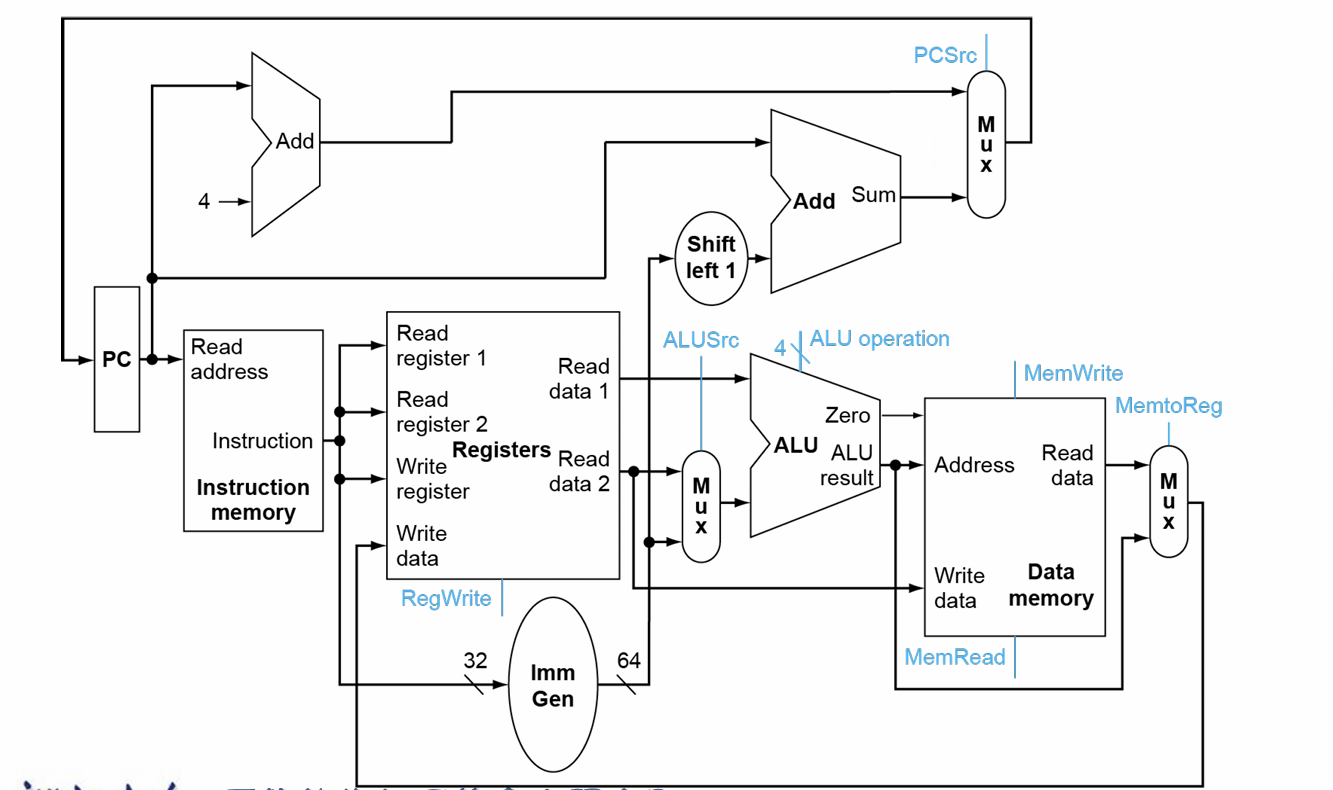 PCSrc
M
u
x
Add
4
Add
Sum
Shift
left 1
PC
Read
address
Instruction
Instruction
memory
Read
register 1
Read
register 2
Write
register
Write
data
Registers
Read
data 1
Read
data 2
RegWrite
ALUSrc
M
u
x
4
ALU operation
Zero
ALU
ALU
result
MemWrite
MemtoReg
Address
Read
data
Write
data
Data
memory
MemRead
M
u
x
32
Imm
Gen
64